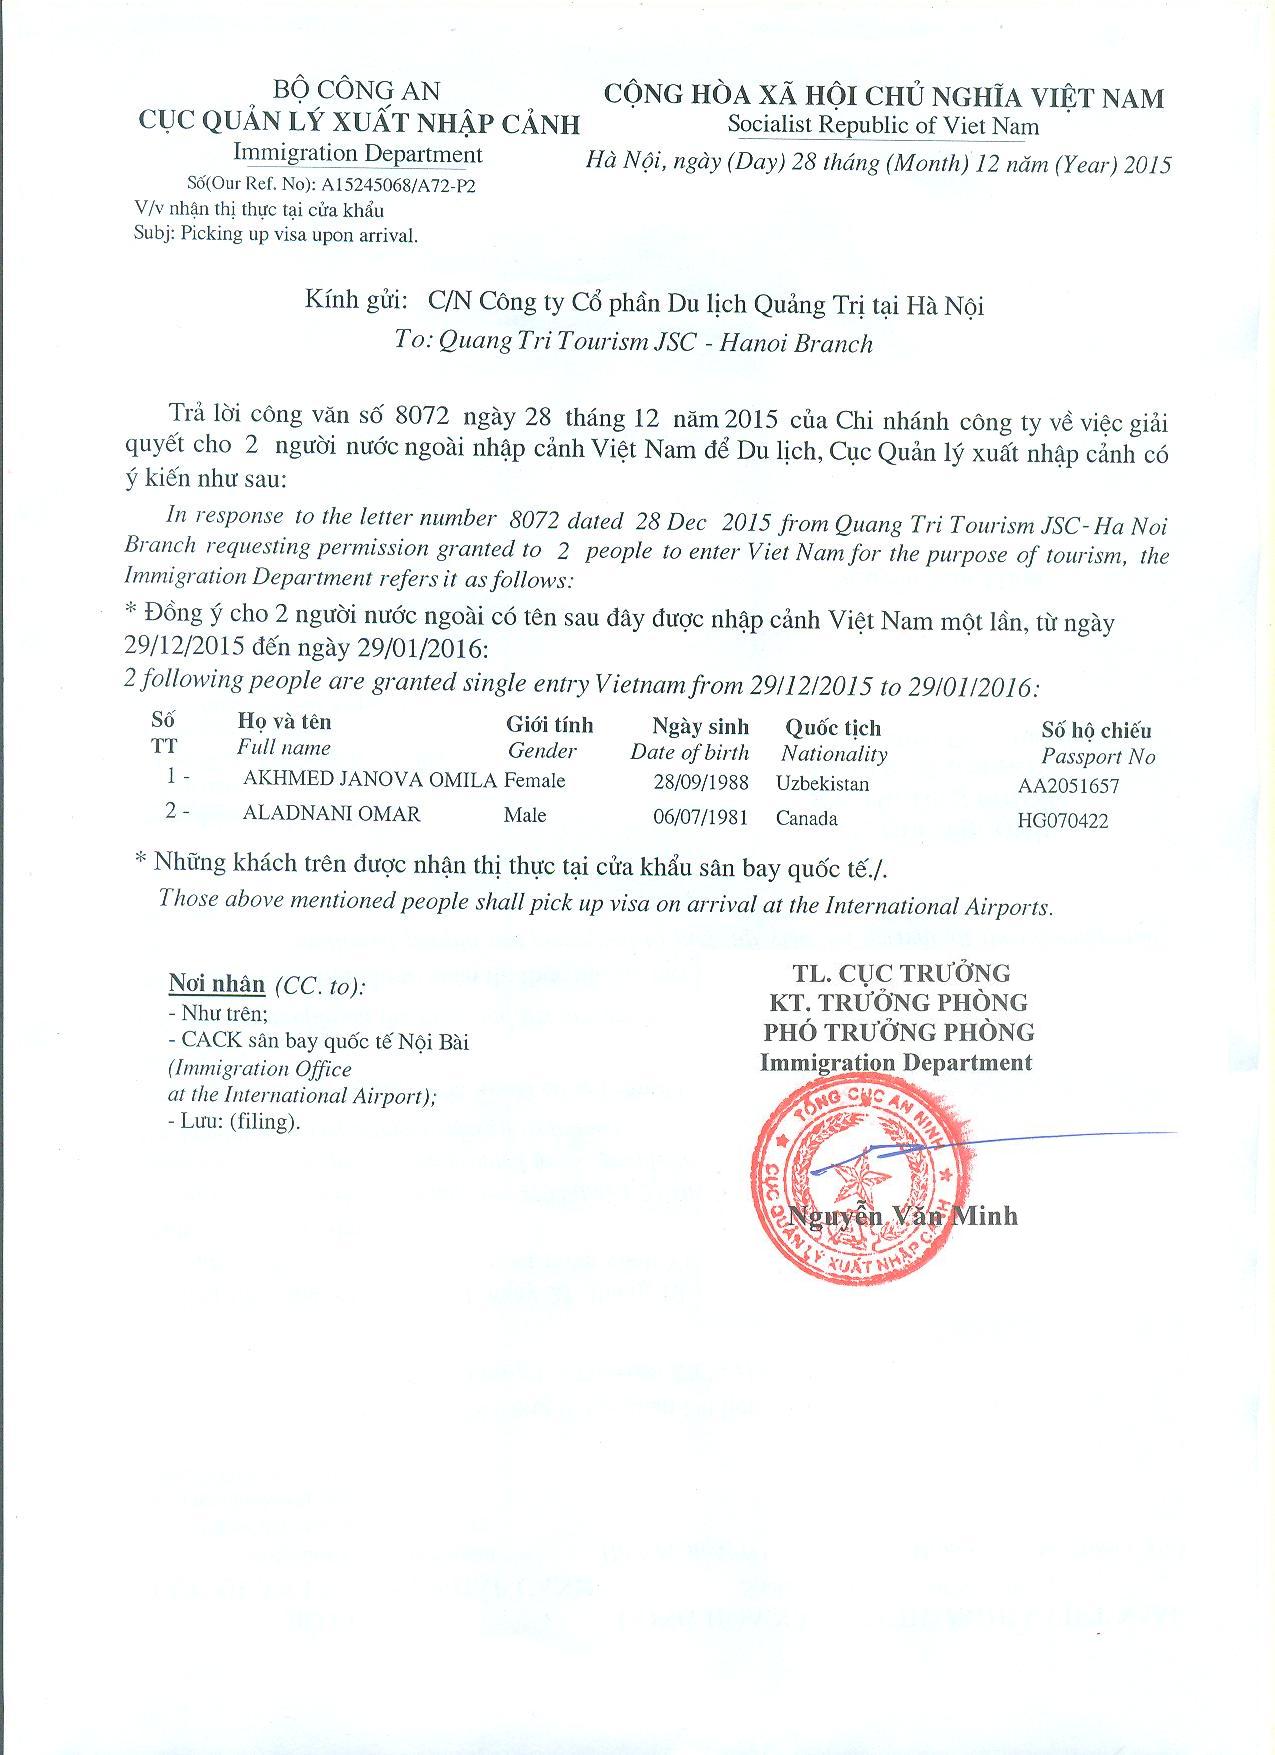 BỘ CÔNG AN
CỤC QUẢN LÝ XUẤT NHẬP CẢNH
Immigration Department
Số(Our Ref. No): A15245068/A72-P2
V/v nhận thị thực tại cửa khẩu
Subj: Picking up visa upon arrival.
CỘNG HÒA XÃ HỘI CHỦ NGHĨA VIỆT NAM
Socialist Republic of Viet Nam
Hà Nội, ngày (Day) 28 tháng (Month) 12 năm (Year) 2015
Kính gửi: C/N Công ty Cổ phần Du lịch Quảng Trị tại Hà Nội
To: Quang Tri Tourism JSC - Hanoi Branch
Trả lời công văn số 8072 ngày 28 tháng 12 năm 2015 của Chi nhánh công ty về việc giải
quyết cho 2 người nước ngoài nhập cảnh Việt Nam để Du lịch, Cục Quản lý xuất nhập cảnh có
ý kiến như sau:
In response to the letter number 8072 dated 28 Dec 2015 from Quang Tri Tourism JSC-Ha Noi
Branch requesting permission granted to 2 people to enter Viet Nam for the purpose of tourism, the
Immigration Department refers it as follows:
* Đồng ý cho 2 người nước ngoài có tên sau đây được nhập cảnh Việt Nam một lần, từ ngày
29/12/2015 đến ngày 29/01/2016:
2 following people are granted single entry Vietnam from 29/12/2015 to 29/01/2016:
Số Họ và tên Giới tính Ngày sinh Quốc tịch Số hộ chiếu
TT Full name Gender Date of birth Nationality Passport No
1 - AKHMED JANOVA OMILA Female 28/09/1988 Uzbekistan AA2051657
2 - ALADNANI OMAR Male 06/07/1981 Canada HG070422
* Những khách trên được nhận thị thực tại cửa khẩu sân bay quốc tế./.
Those above mentioned people shall pick up visa on arrival at the International Airports.
Nơi nhận (CC. to):
- Như trên;
- CACK sân bay quốc tế Nội Bài
(Immigration Office
at the International Airport);
- Lưu: (filing).
TL. CỤC TRƯỞNG
KT. TRƯỞNG PHÒNG
PHÓ TRƯỞNG PHÒNG
Immigration Department
TỔNG CỤC AN NINH
CỤC QUẢN LÝ XUẤT NHẬP CẢNH
Nguyễn Văn Minh